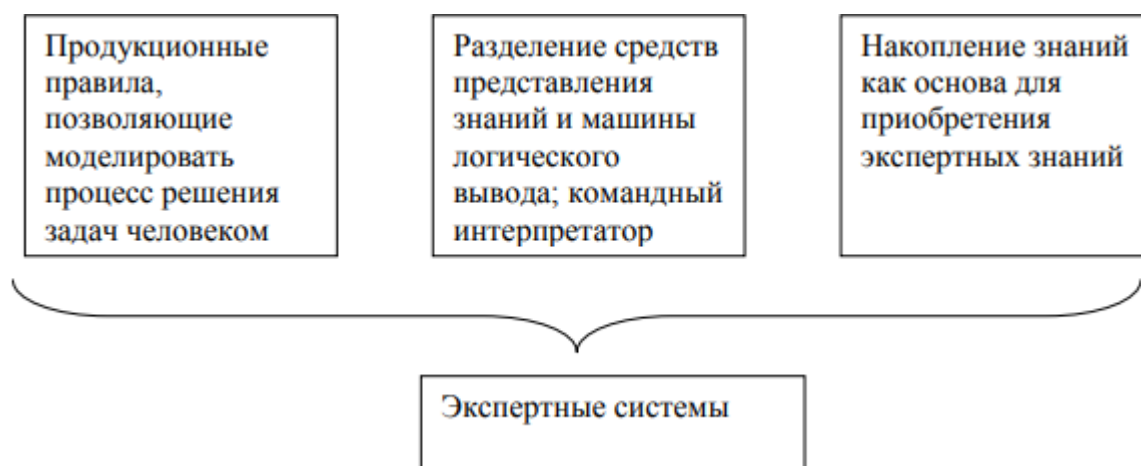 Продукционные
правила,
позволяющие
моделировать
процесс решения
задач человеком
Разделение средств
представления
знаний и машины
логического
вывода; командный
интерпретатор
Накопление знаний
как основа для
приобретения
экспертных знаний
Экспертные системы